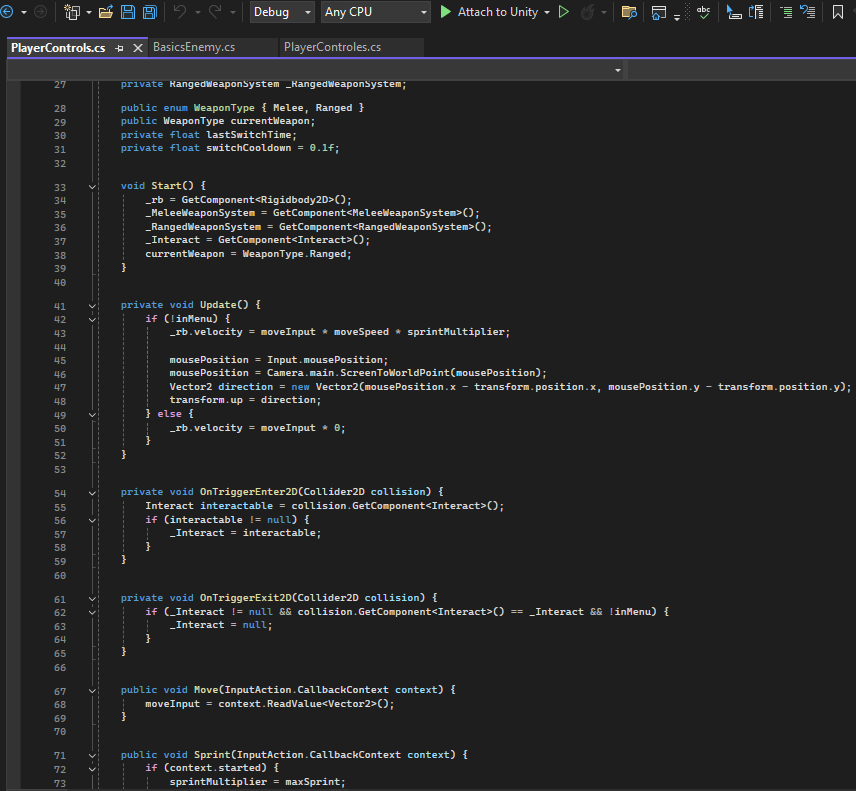 Debug Any CPU Attach to Unity abc
PlayerControls.cs BasicsEnemy.cs PlayerControles.cs
27 private RangedWeaponSystem _RangedWeaponSystem;
28 public enum WeaponType { Melee, Ranged }
29 public WeaponType currentWeapon;
30 private float lastSwitchTime;
31 private float switchCooldown = 0.1f;
32
33 void Start() {
34 _rb = GetComponent<Rigidbody2D>();
35 _MeleeWeaponSystem = GetComponent<MeleeWeaponSystem>();
36 _RangedWeaponSystem = GetComponent<RangedWeaponSystem>();
37 _Interact = GetComponent<Interact>();
38 currentWeapon = WeaponType.Ranged;
39 }
40
41 private void Update() {
42 if (!inMenu) {
43 _rb.velocity = moveInput * moveSpeed * sprintMultiplier;
44
45 mousePosition = Input.mousePosition;
46 mousePosition = Camera.main.ScreenToWorldPoint(mousePosition);
47 Vector2 direction = new Vector2(mousePosition.x - transform.position.x, mousePosition.y - transform.position.y);
48 transform.up = direction;
49 } else {
50 _rb.velocity = moveInput * 0;
51 }
52 }
53
54 private void OnTriggerEnter2D(Collider2D collision) {
55 Interact interactable = collision.GetComponent<Interact>();
56 if (interactable != null) {
57 _Interact = interactable;
58 }
59 }
60
61 private void OnTriggerExit2D(Collider2D collision) {
62 if (_Interact != null && collision.GetComponent<Interact>() == _Interact && !inMenu) {
63 _Interact = null;
64 }
65 }
66
67 public void Move(InputAction.CallbackContext context) {
68 moveInput = context.ReadValue<Vector2>();
69 }
70
71 public void Sprint(InputAction.CallbackContext context) {
72 if (context.started) {
73 sprintMultiplier = maxSprint;